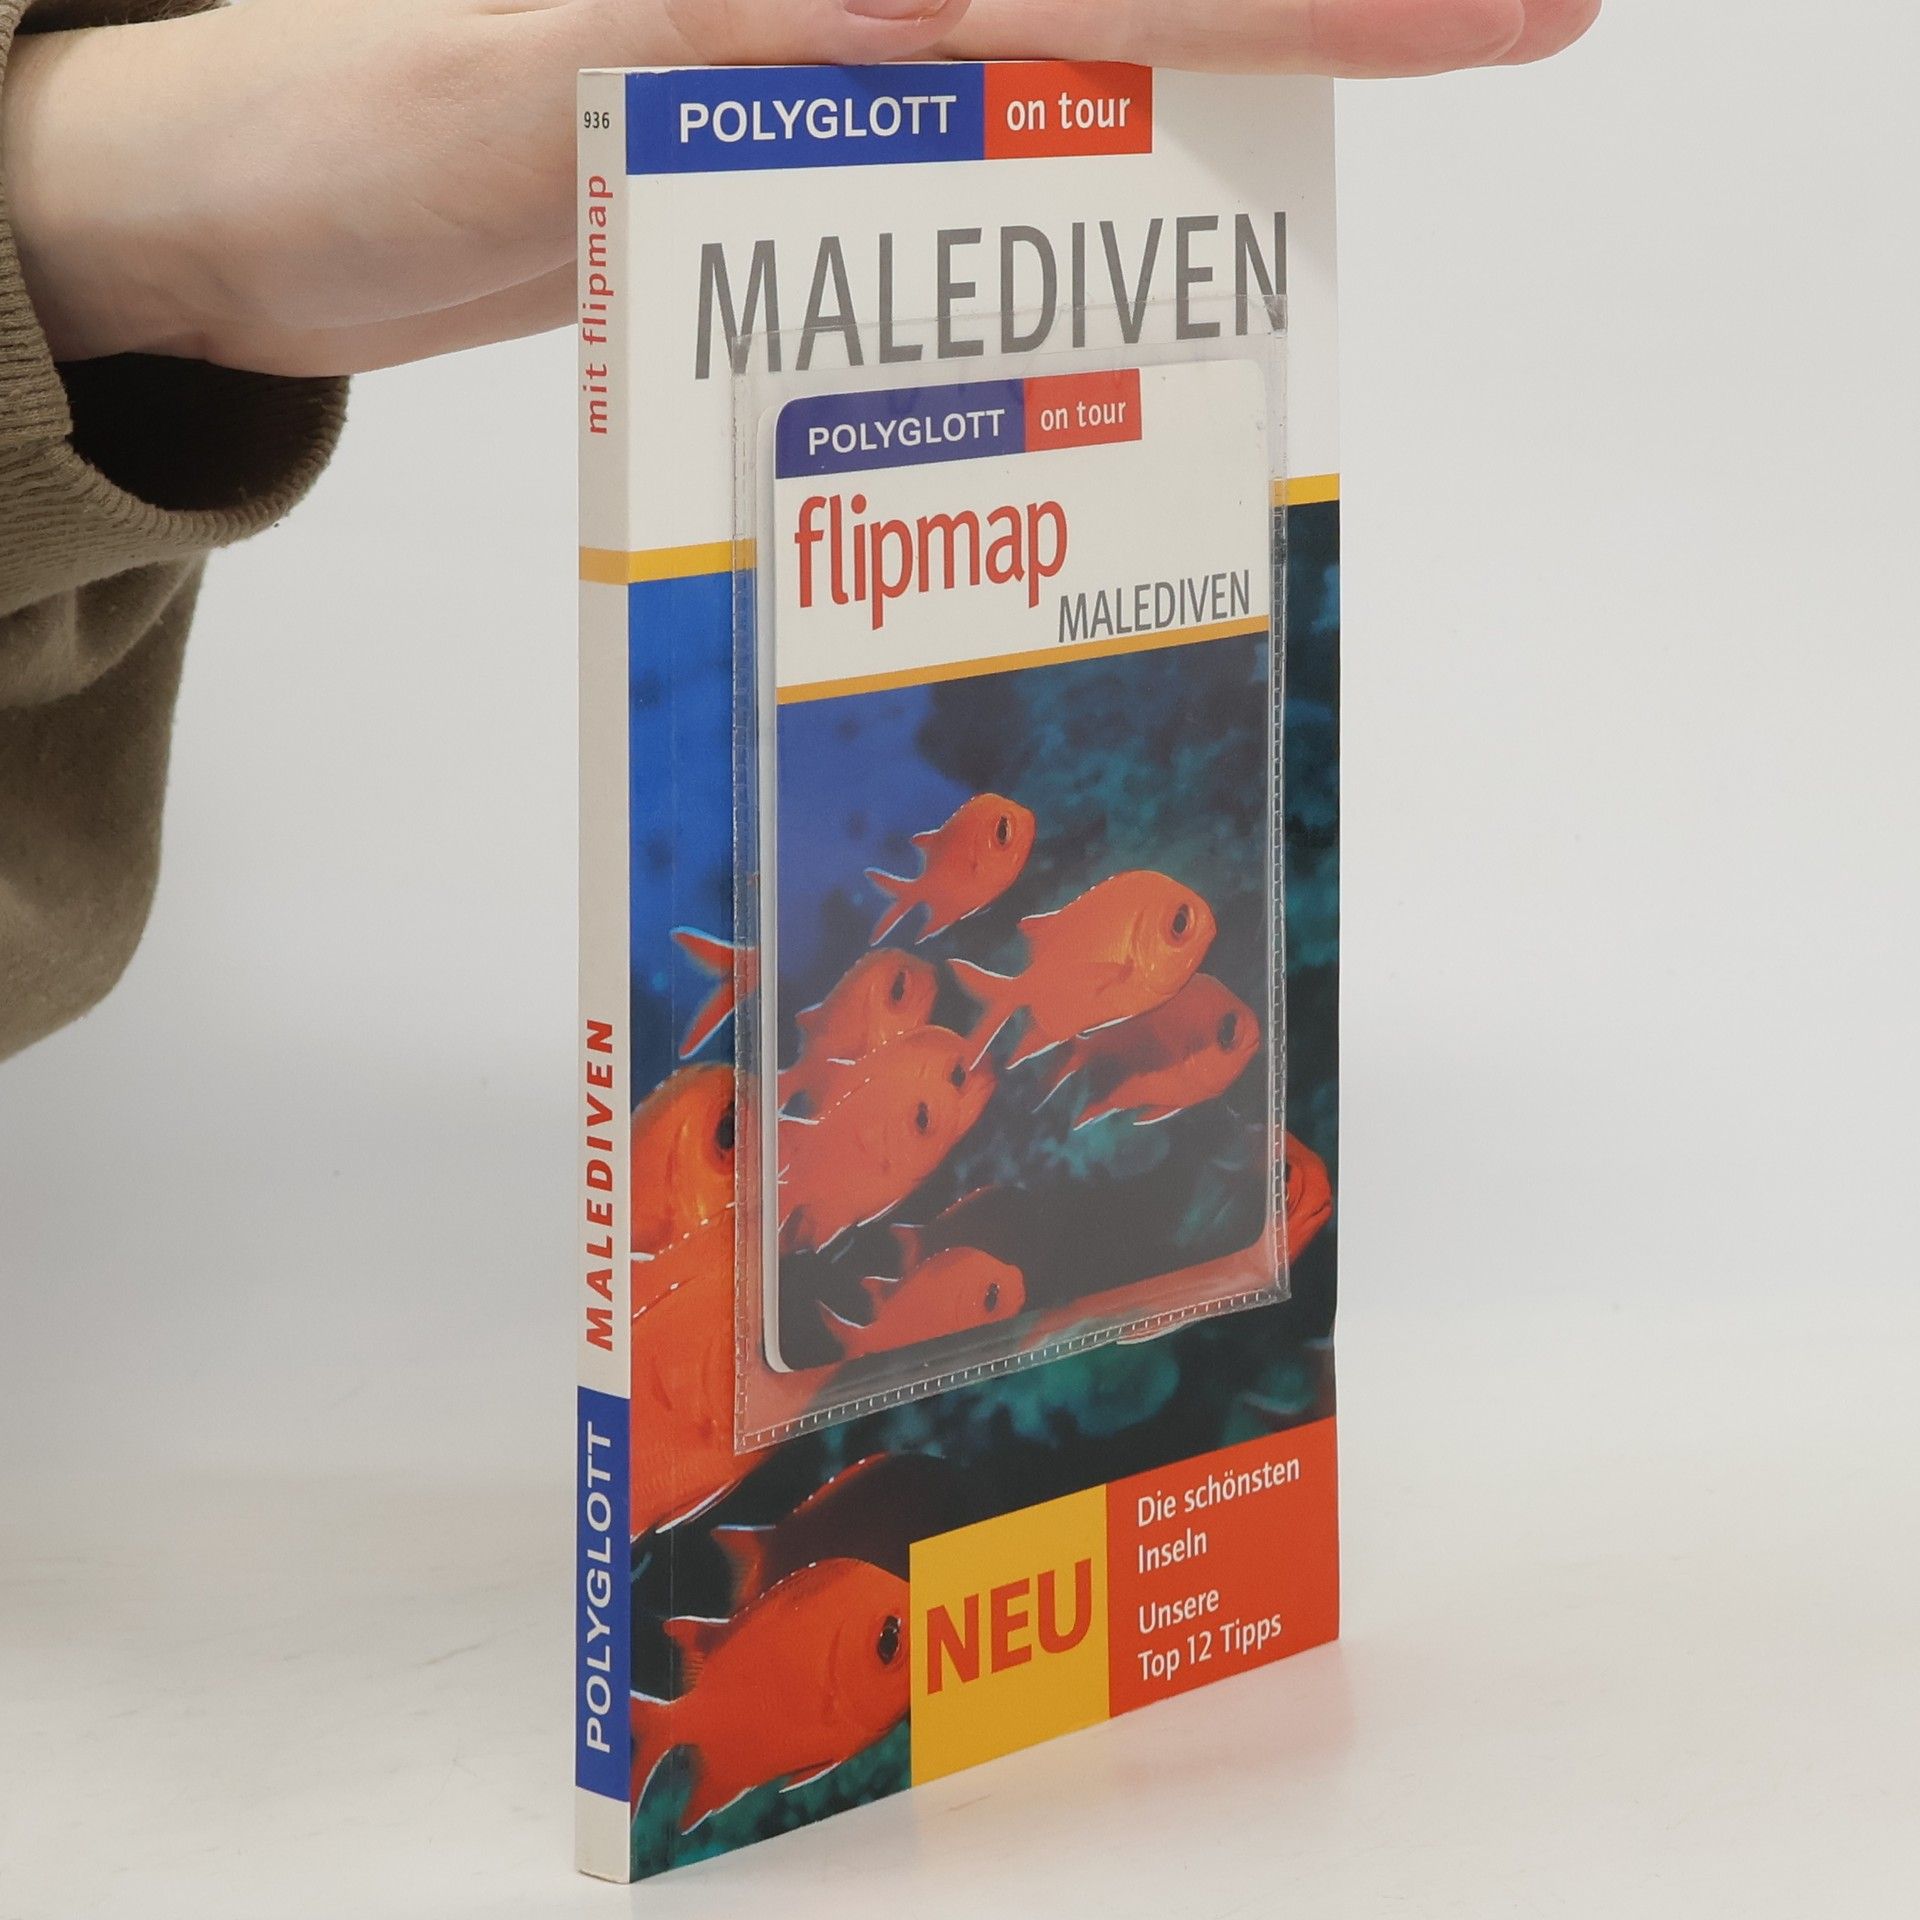 936
mit flipmap
MALEDIVEN
POLYGLOTT
POLYGLOTT on tour
MALEDIVEN
POLYGLOTT on tour
flipmap
MALEDIVEN
NEU
Die schönsten
Inseln
Unsere
Top 12 Tipps